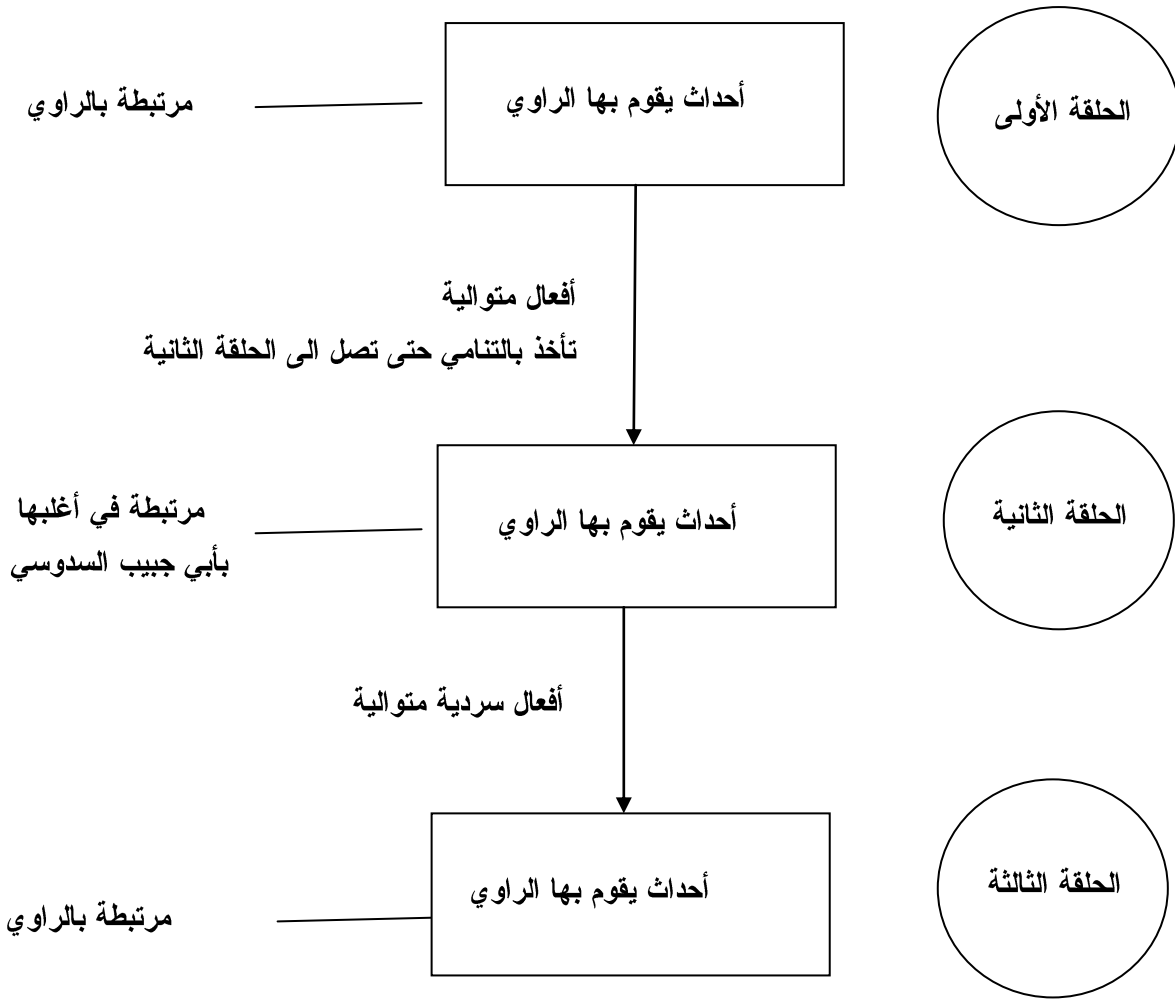 الحلقة الأولى
أحداث يقوم بها الراوي
مرتبطة بالراوي
أفعال متوالية
تأخذ بالتنامي حتى تصل الى الحلقة الثانية
الحلقة الثانية
أحداث يقوم بها الراوي
مرتبطة في أغلبها
بأبي جبيب السدوسي
أفعال سردية متوالية
الحلقة الثالثة
أحداث يقوم بها الراوي
مرتبطة بالراوي